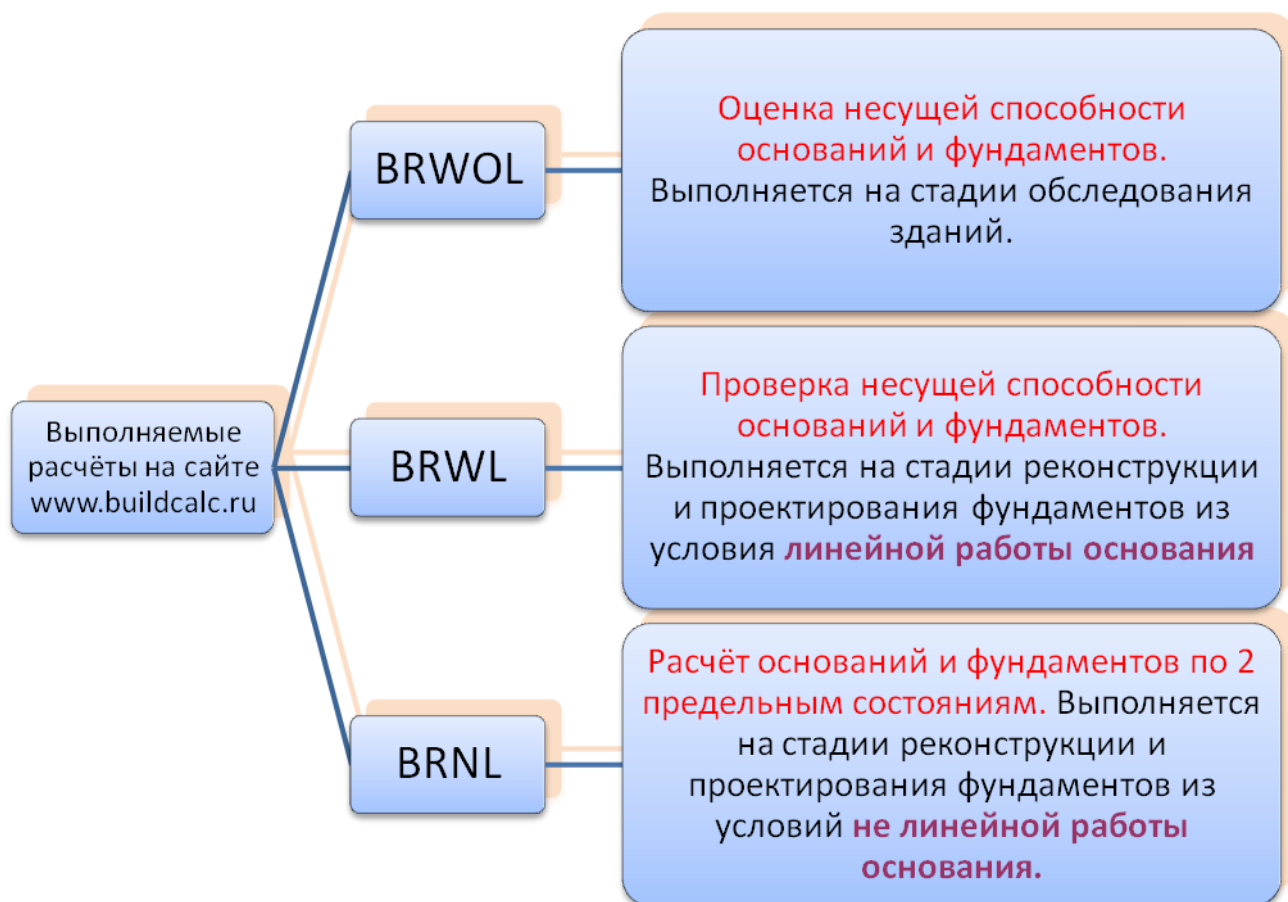 Выполняемые
расчёты на сайте
www.buildcalc.ru
BRWOL
Оценка несущей способности
оснований и фундаментов.
Выполняется на стадии обследования
зданий.
BRWL
Проверка несущей способности
оснований и фундаментов.
Выполняется на стадии реконструкции
и проектирования фундаментов из
условия линейной работы основания
BRNL
Расчёт оснований и фундаментов по 2
предельным состояниям. Выполняется
на стадии реконструкции и
проектирования фундаментов из
условий не линейной работы
основания.